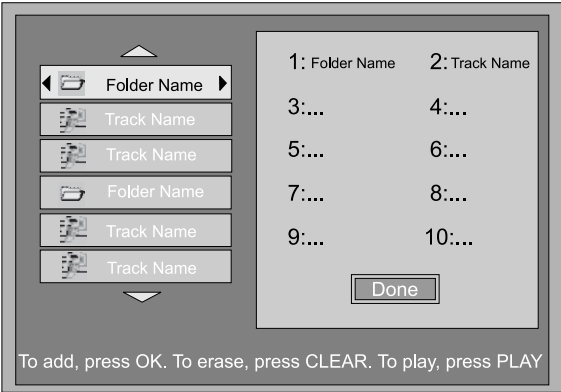 Folder Name
Track Name
Track Name
Folder Name
Track Name
Track Name
1: Folder Name 2: Track Name
3:... 4:...
5:... 6:...
7:... 8:...
9:... 10:...
Done
To add, press OK. To erase, press CLEAR. To play, press PLAY